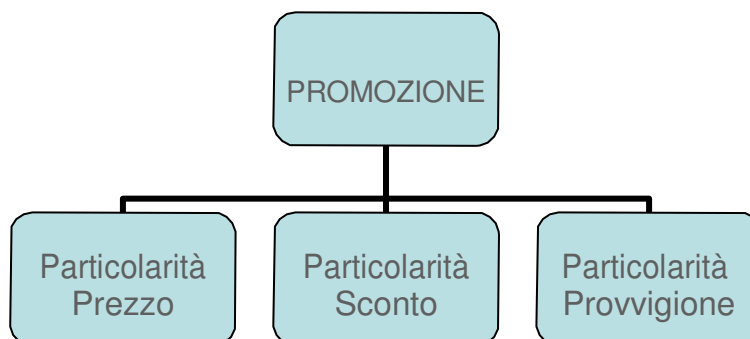 PROMOZIONE
Particolarità
Prezzo
Particolarità
Sconto
Particolarità
Provvigione